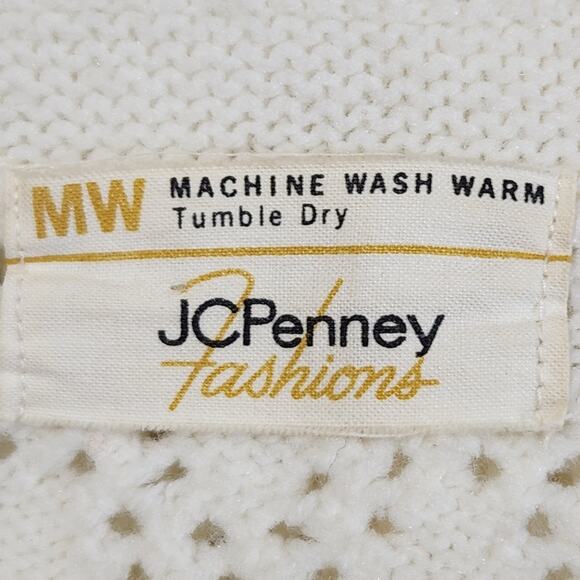 MW MACHINE WASH WARM
Tumble Dry
JCPenney
Fashions